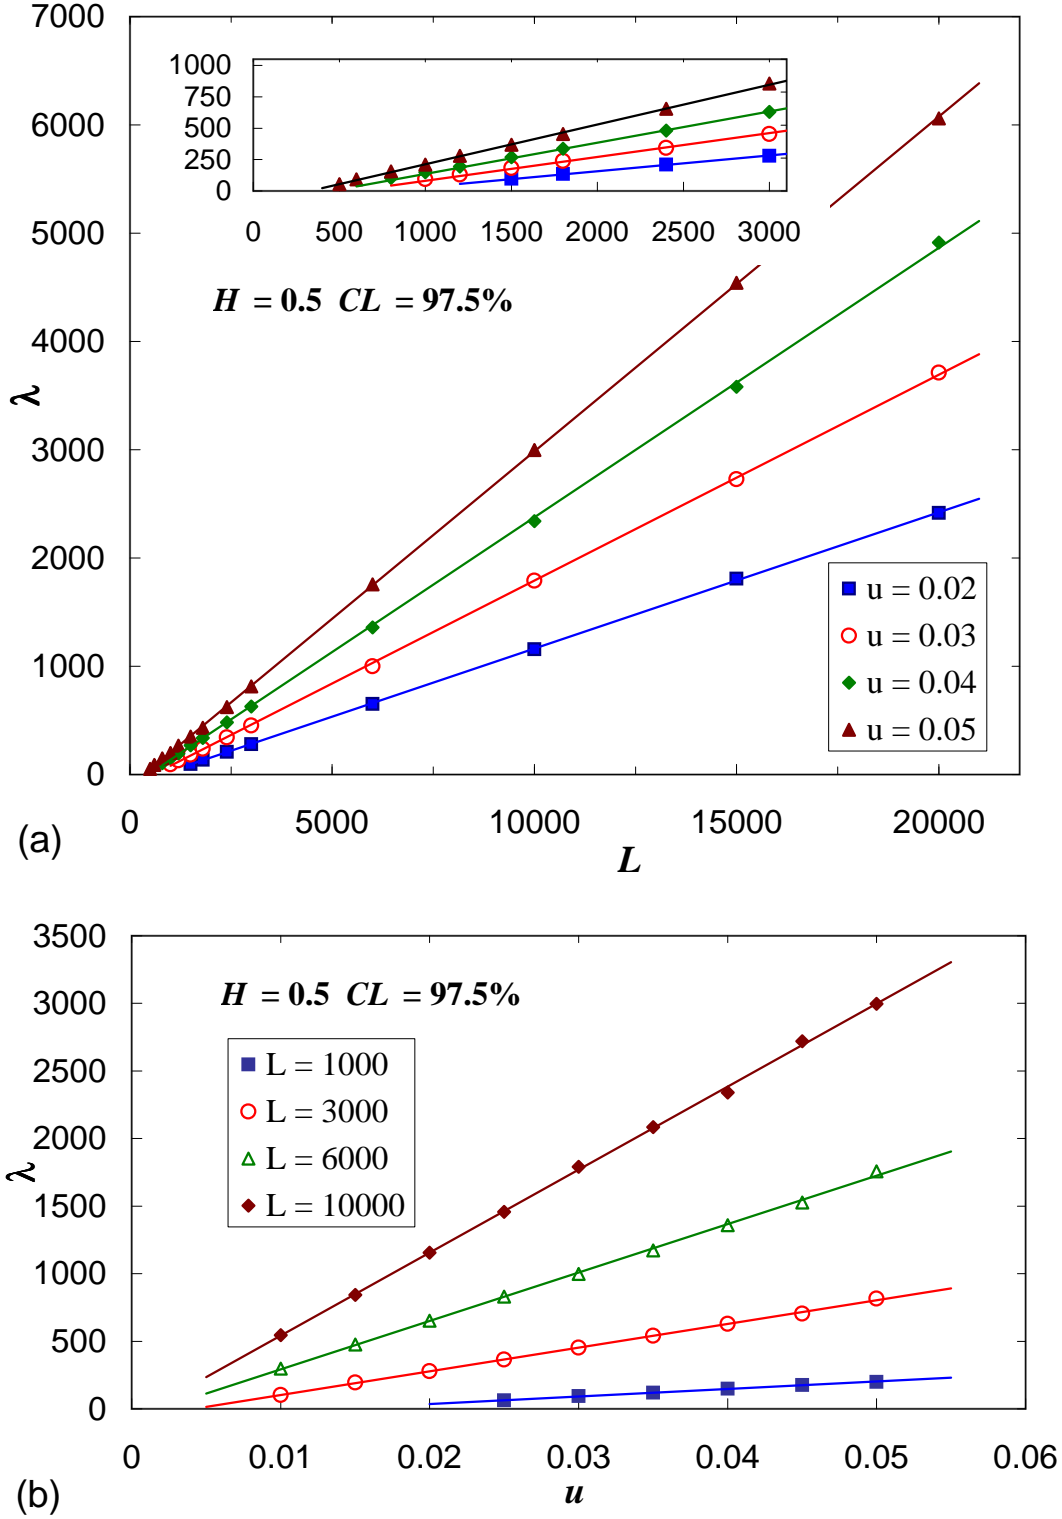 7000
6000
5000
4000
3000
2000
1000
0
λ
1000
750
500
250
0
0 500 1000 1500 2000 2500 3000
H = 0.5 CL = 97.5%
u = 0.02
u = 0.03
u = 0.04
u = 0.05
0 5000 10000 15000 20000
(a)
L
3500
3000
2500
2000
1500
1000
500
0
λ
H = 0.5 CL = 97.5%
L = 1000
L = 3000
L = 6000
L = 10000
0 0.01 0.02 0.03 0.04 0.05 0.06
(b)
u